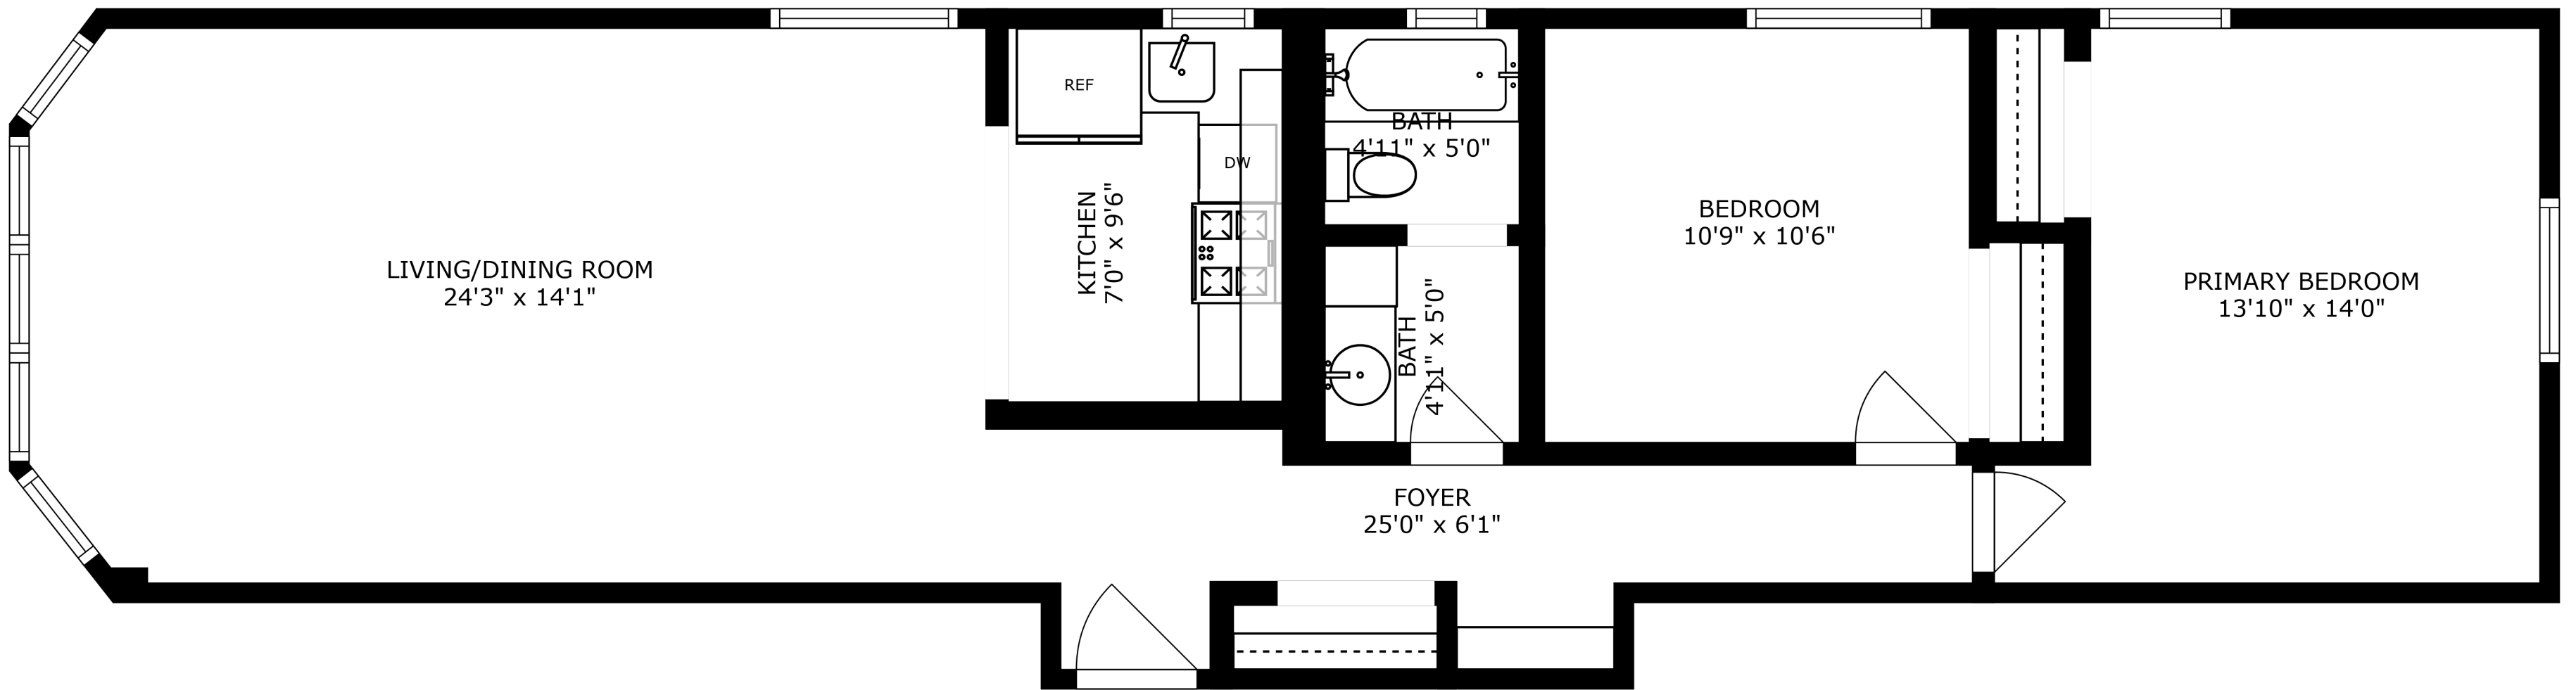 LIVING/DINING ROOM
24'3" x 14'1"
REF
DW
KITCHEN
7'0" x 9'6"
BATH
4'11" x 5'0"
BATH
4'11" x 5'0"
BEDROOM
10'9" x 10'6"
PRIMARY BEDROOM
13'10" x 14'0"
FOYER
25'0" x 6'1"